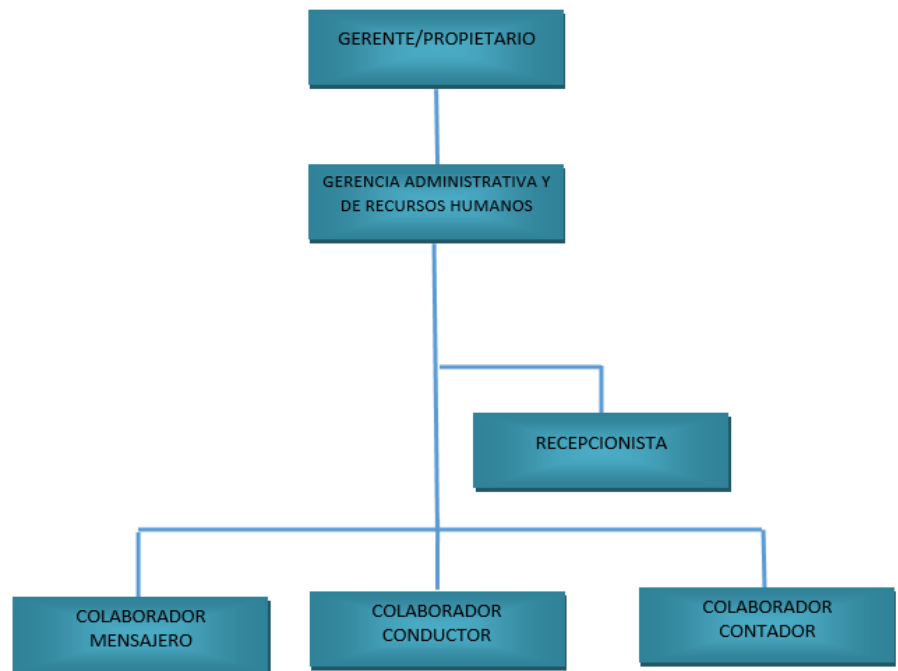 GERENTE/PROPIETARIO
GERENCIA ADMINISTRATIVA Y
DE RECURSOS HUMANOS
RECEPCIONISTA
COLABORADOR
MENSAJERO
COLABORADOR
CONDUCTOR
COLABORADOR
CONTADOR